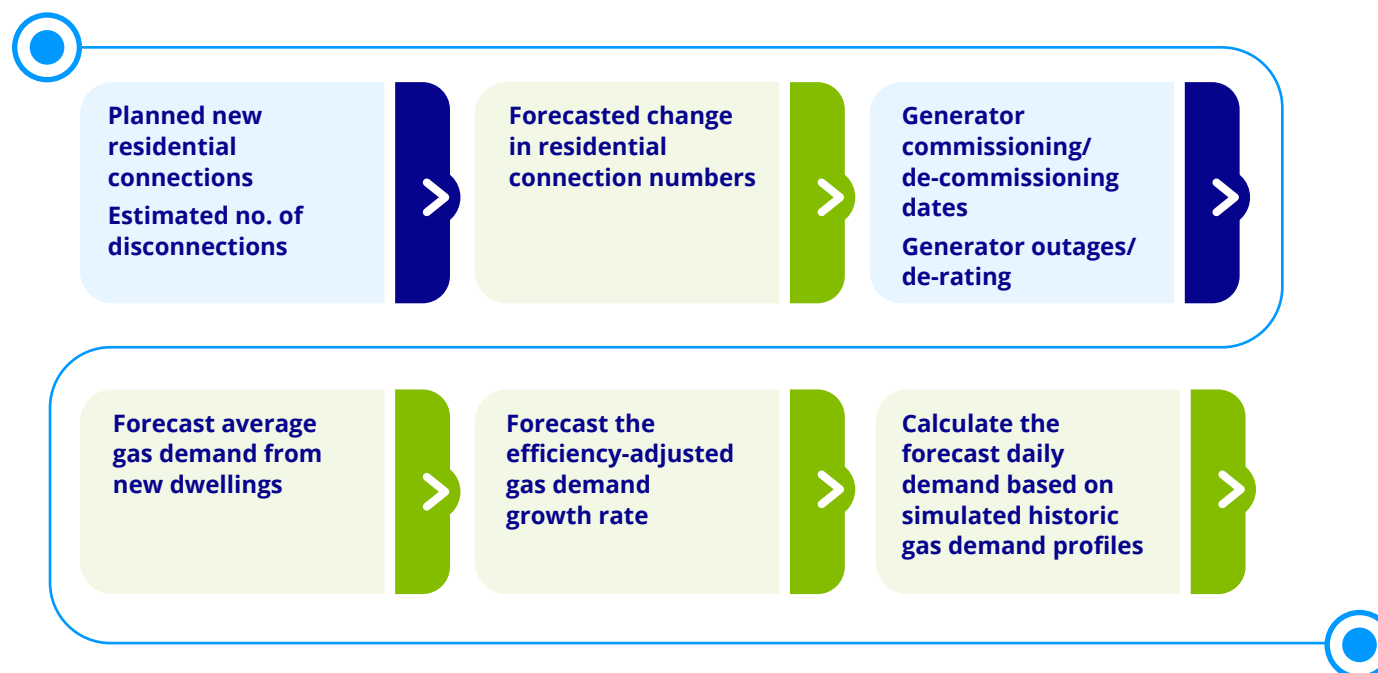 Planned new
residential
connections
Estimated no. of
disconnections
Forecasted change
in residential
connection numbers
Generator
commissioning/
de-commissioning
dates
Generator outages/
de-rating
Forecast average
gas demand from
new dwellings
Forecast the
efficiency-adjusted
gas demand
growth rate
Calculate the
forecast daily
demand based on
simulated historic
gas demand profiles